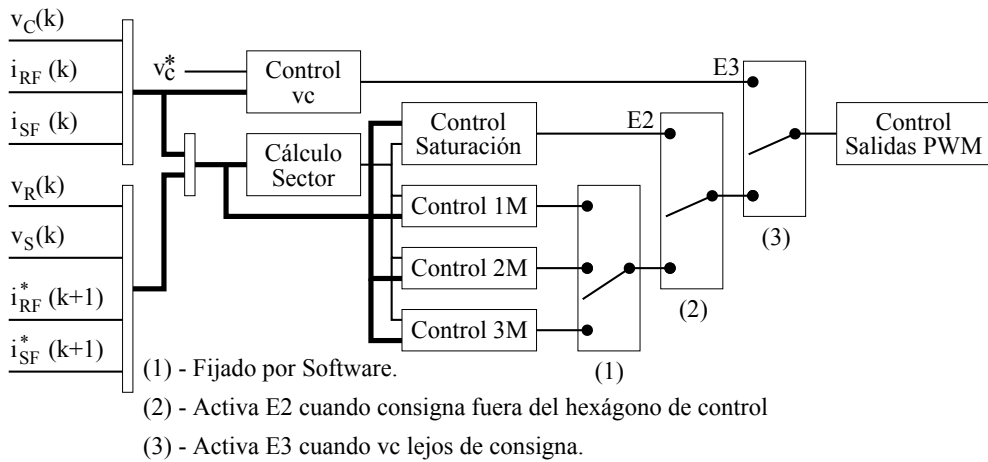 v_C(k)
i_RF (k)
i_SF (k)
v_R(k)
v_S(k)
i*_RF (k+1)
i*_SF (k+1)
v*_c
Control
vc
Cálculo
Sector
Control
Saturación
Control 1M
Control 2M
Control 3M
E2
E3
(1)
(2)
(3)
Control
Salidas PWM
(1) - Fijado por Software.
(2) - Activa E2 cuando consigna fuera del hexágono de control
(3) - Activa E3 cuando vc lejos de consigna.